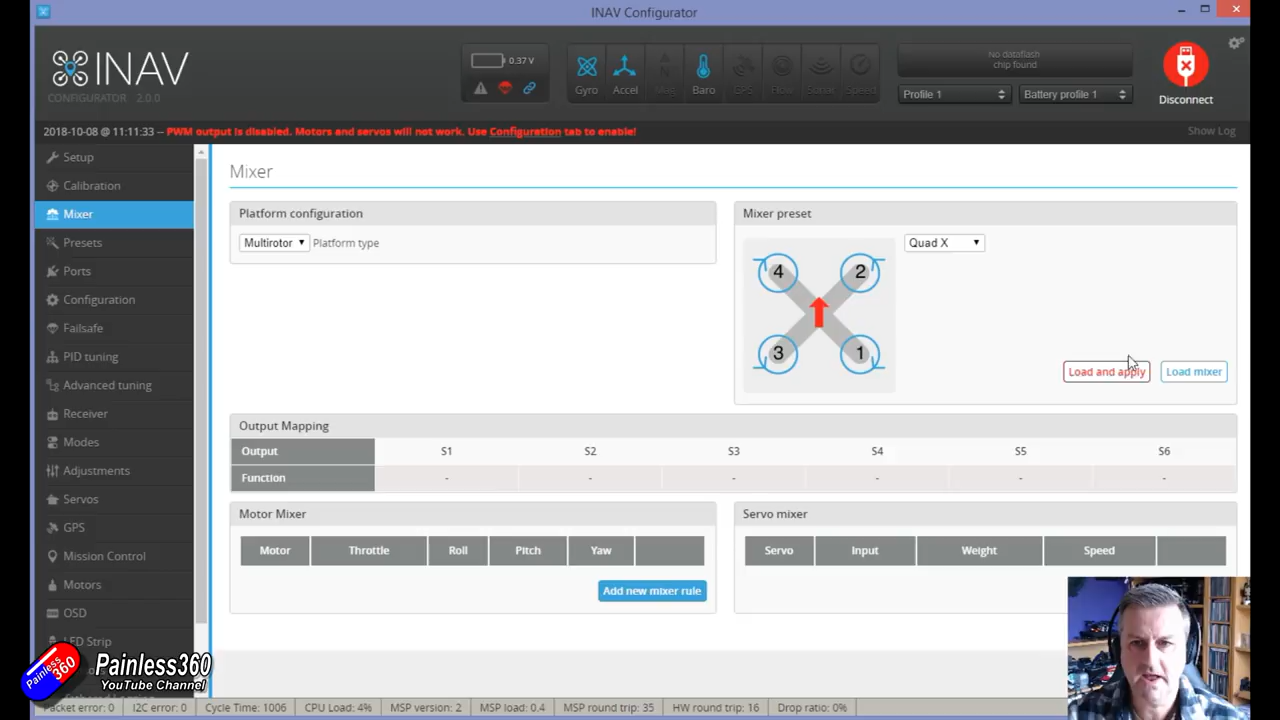 INAV Configurator
INAV
CONFIGURATOR 2.0.0
0.37 V
Gyro
Accel
Mag
Baro
GPS
Flow
Sonar
Speed
No dataflash
chip found
Profile 1
Battery profile 1
Disconnect
2018-10-08 @ 11:11:33 -- PWM output is disabled. Motors and servos will not work. Use Configuration tab to enable!
Show Log
Setup
Calibration
Mixer
Presets
Ports
Configuration
Failsafe
PID tuning
Advanced tuning
Receiver
Modes
Adjustments
Servos
GPS
Mission Control
Motors
OSD
LED Strip
Mixer
Platform configuration
Multirotor
Platform type
Mixer preset
Quad X
4
2
3
1
Load and apply
Load mixer
Output Mapping
Output S1 S2 S3 S4 S5 S6
Function - - - - - -
Motor Mixer
Motor Throttle Roll Pitch Yaw
Add new mixer rule
Servo mixer
Servo Input Weight Speed
Painless360
Painless360
YouTube Channel
Packet error: 0 I2C error: 0 Cycle Time: 1006 CPU Load: 4% MSP version: 2 MSP load: 0.4 MSP round trip: 35 HW round trip: 16 Drop ratio: 0%